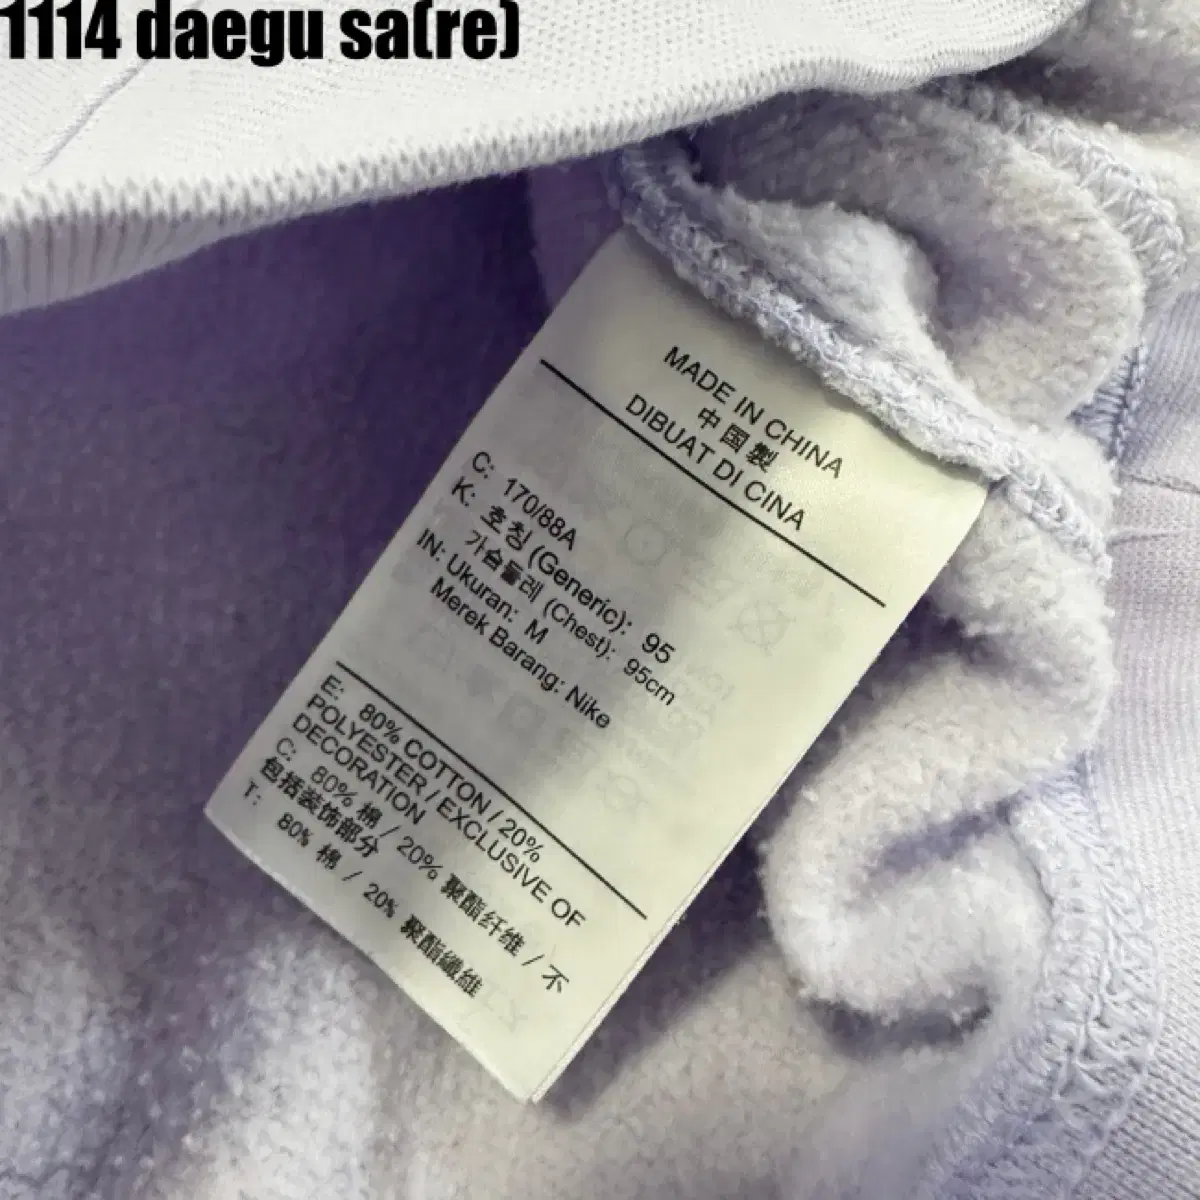 1114 daegu sa(re)
MADE IN CHINA
中国製
DIBUAT DI CINA
C: 170/88A
K: 호칭 (Generic): 95
가슴둘레 (Chest): 95cm
IN: Ukuran: M
Merek Barang: Nike
E: 80% COTTON / 20%
POLYESTER / EXCLUSIVE OF
DECORATION
C: 80% 棉 / 20% 聚酯纤维 / 不
包括装饰部分
T:
80% 棉 / 20% 聚酯纖維